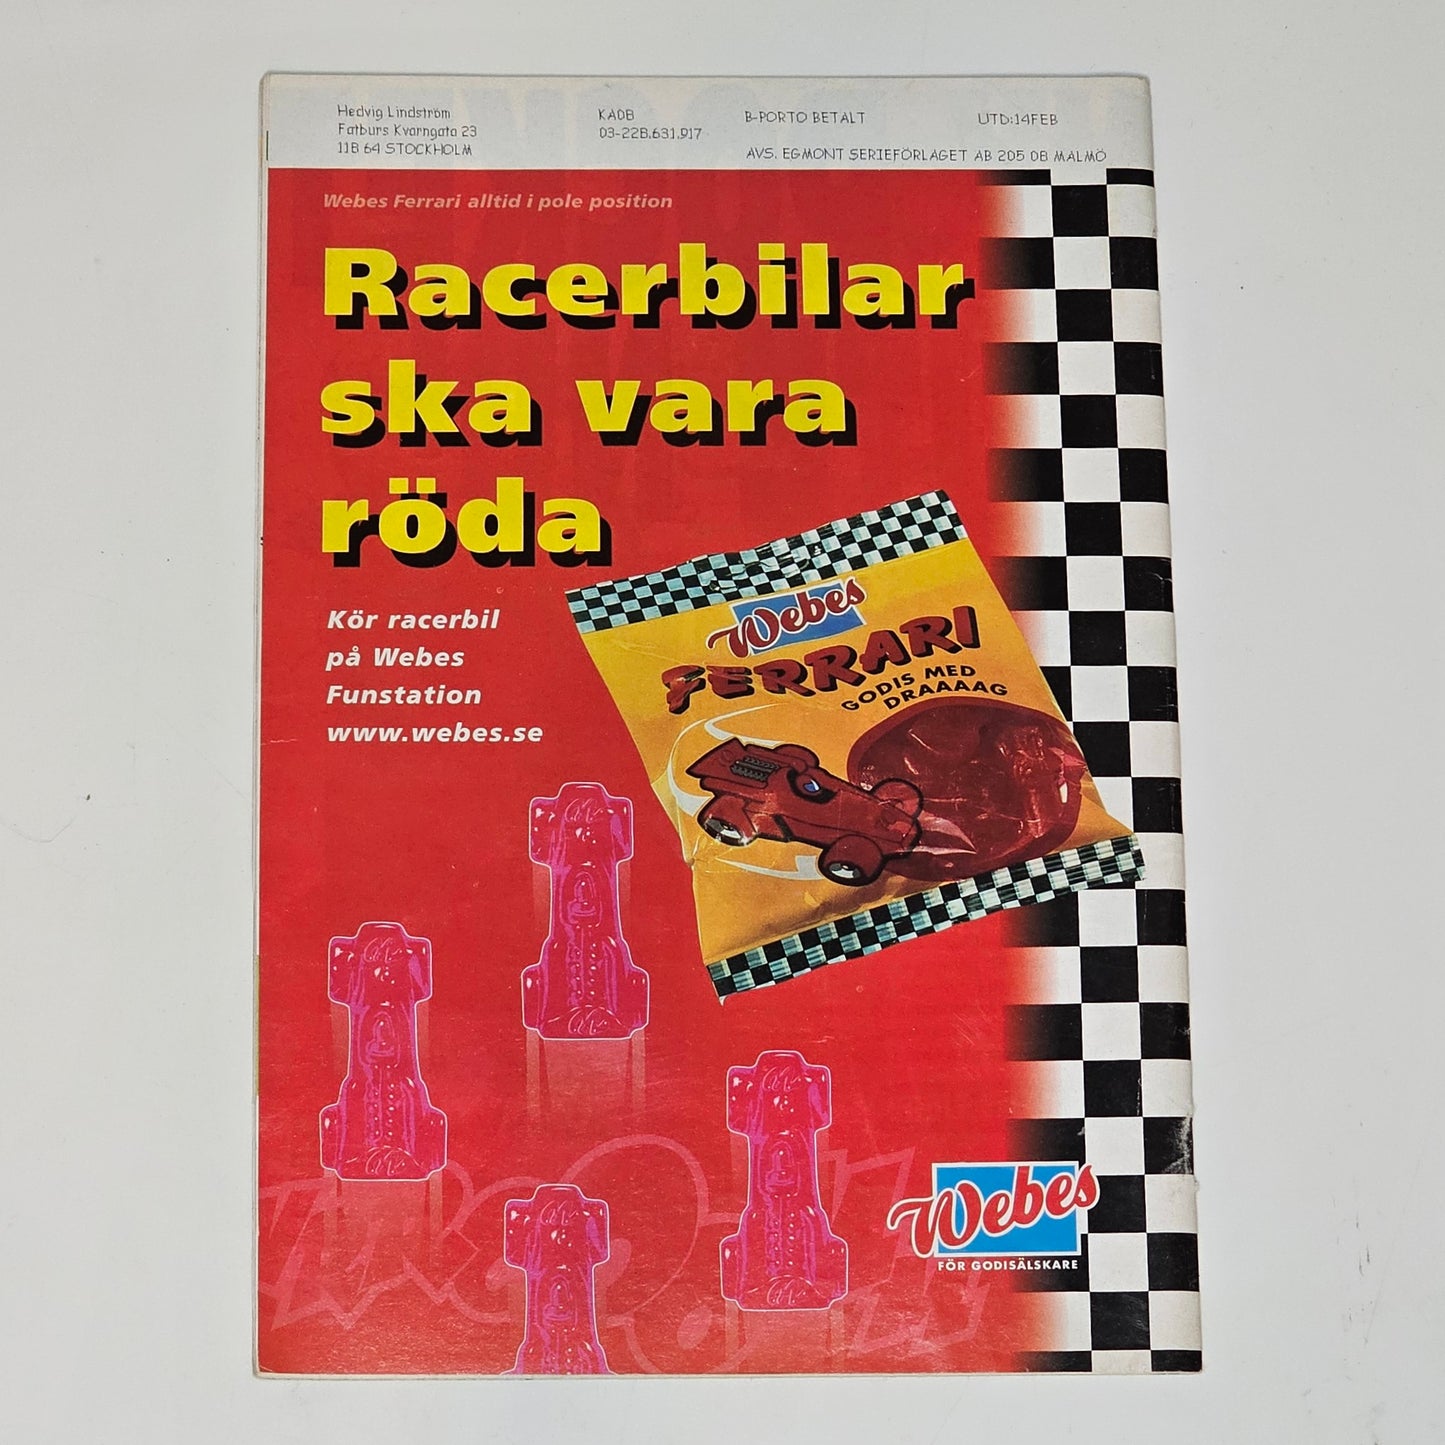 Hedvig Lindström
Fatburs Kvarngata 23
118 64 STOCKHOLM
KADB
03-228.631.917
B-PORTO BETALT
UTD:14FEB
AVS. EGMONT SERIEFÖRLAGET AB 205 08 MALMÖ
Webes Ferrari alltid i pole position
Racerbilar
ska vara
röda
Kör racerbil
på Webes
Funstation
www.webes.se
Webes
FERRARI
GODIS MED
DRAAAAG
Webes
FÖR GODISÄLSKARE